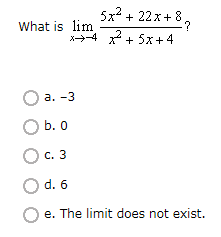 What is lim x→-4 (5x² + 22x + 8)/(x² + 5x + 4)?
a. -3
b. 0
c. 3
d. 6
e. The limit does not exist.